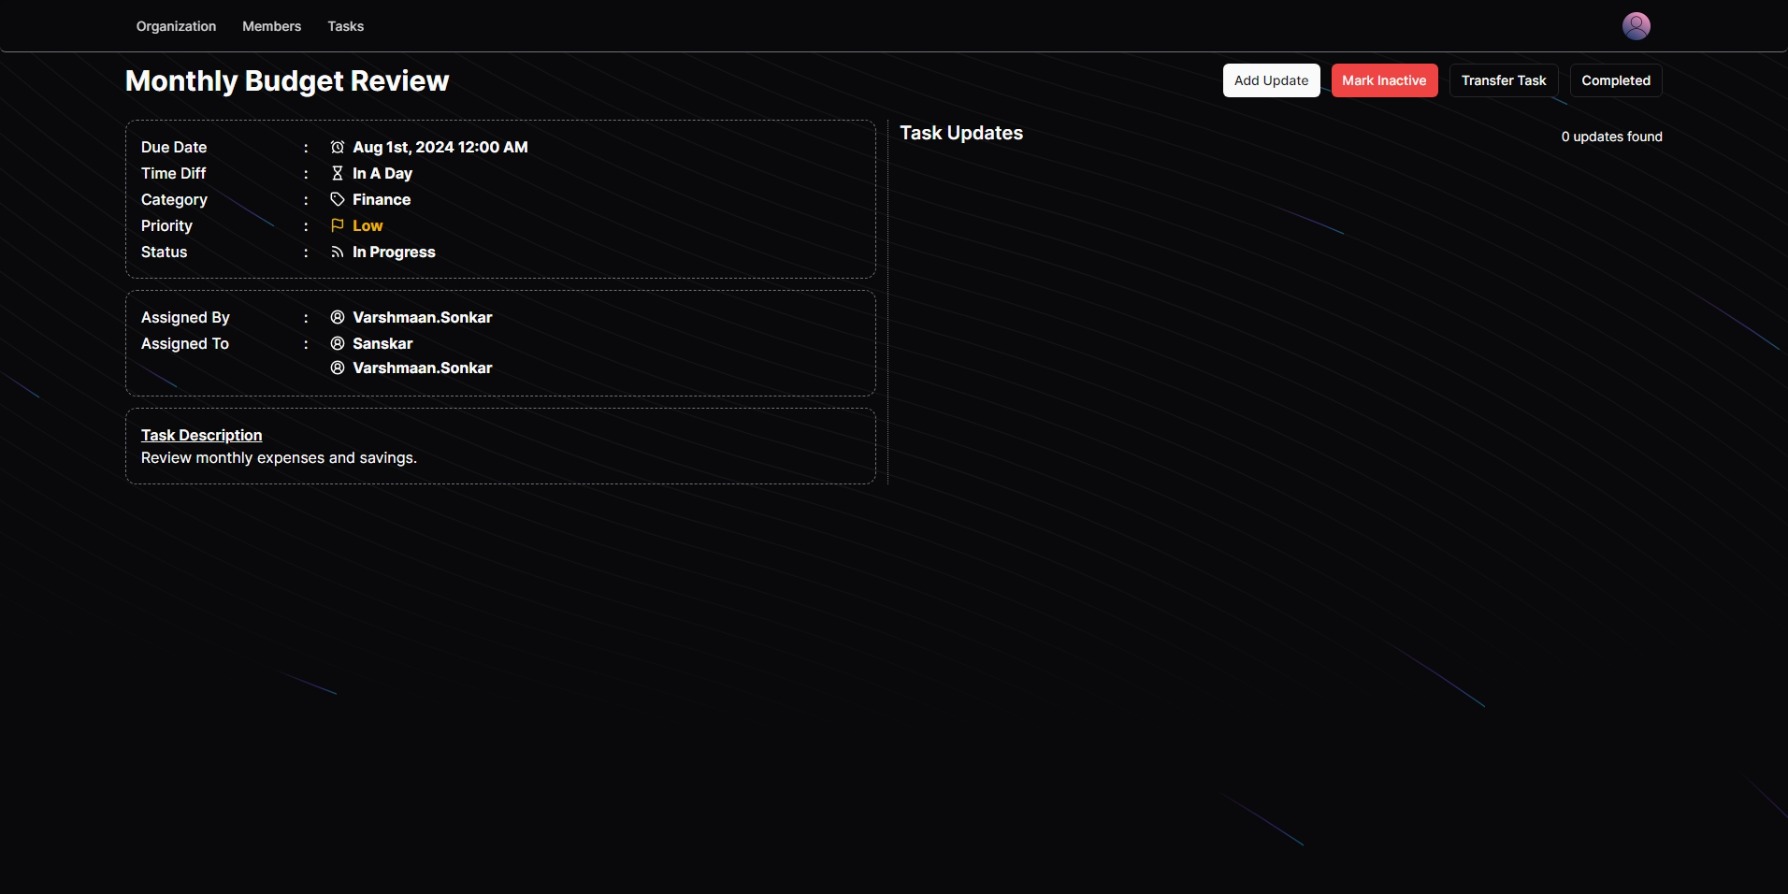 Organization Members Tasks
Monthly Budget Review
Add Update Mark Inactive Transfer Task Completed
Due Date : Aug 1st, 2024 12:00 AM
Time Diff : In A Day
Category : Finance
Priority : Low
Status : In Progress
Assigned By : Varshmaan.Sonkar
Assigned To : Sanskar
Varshmaan.Sonkar
Task Description
Review monthly expenses and savings.
Task Updates
0 updates found